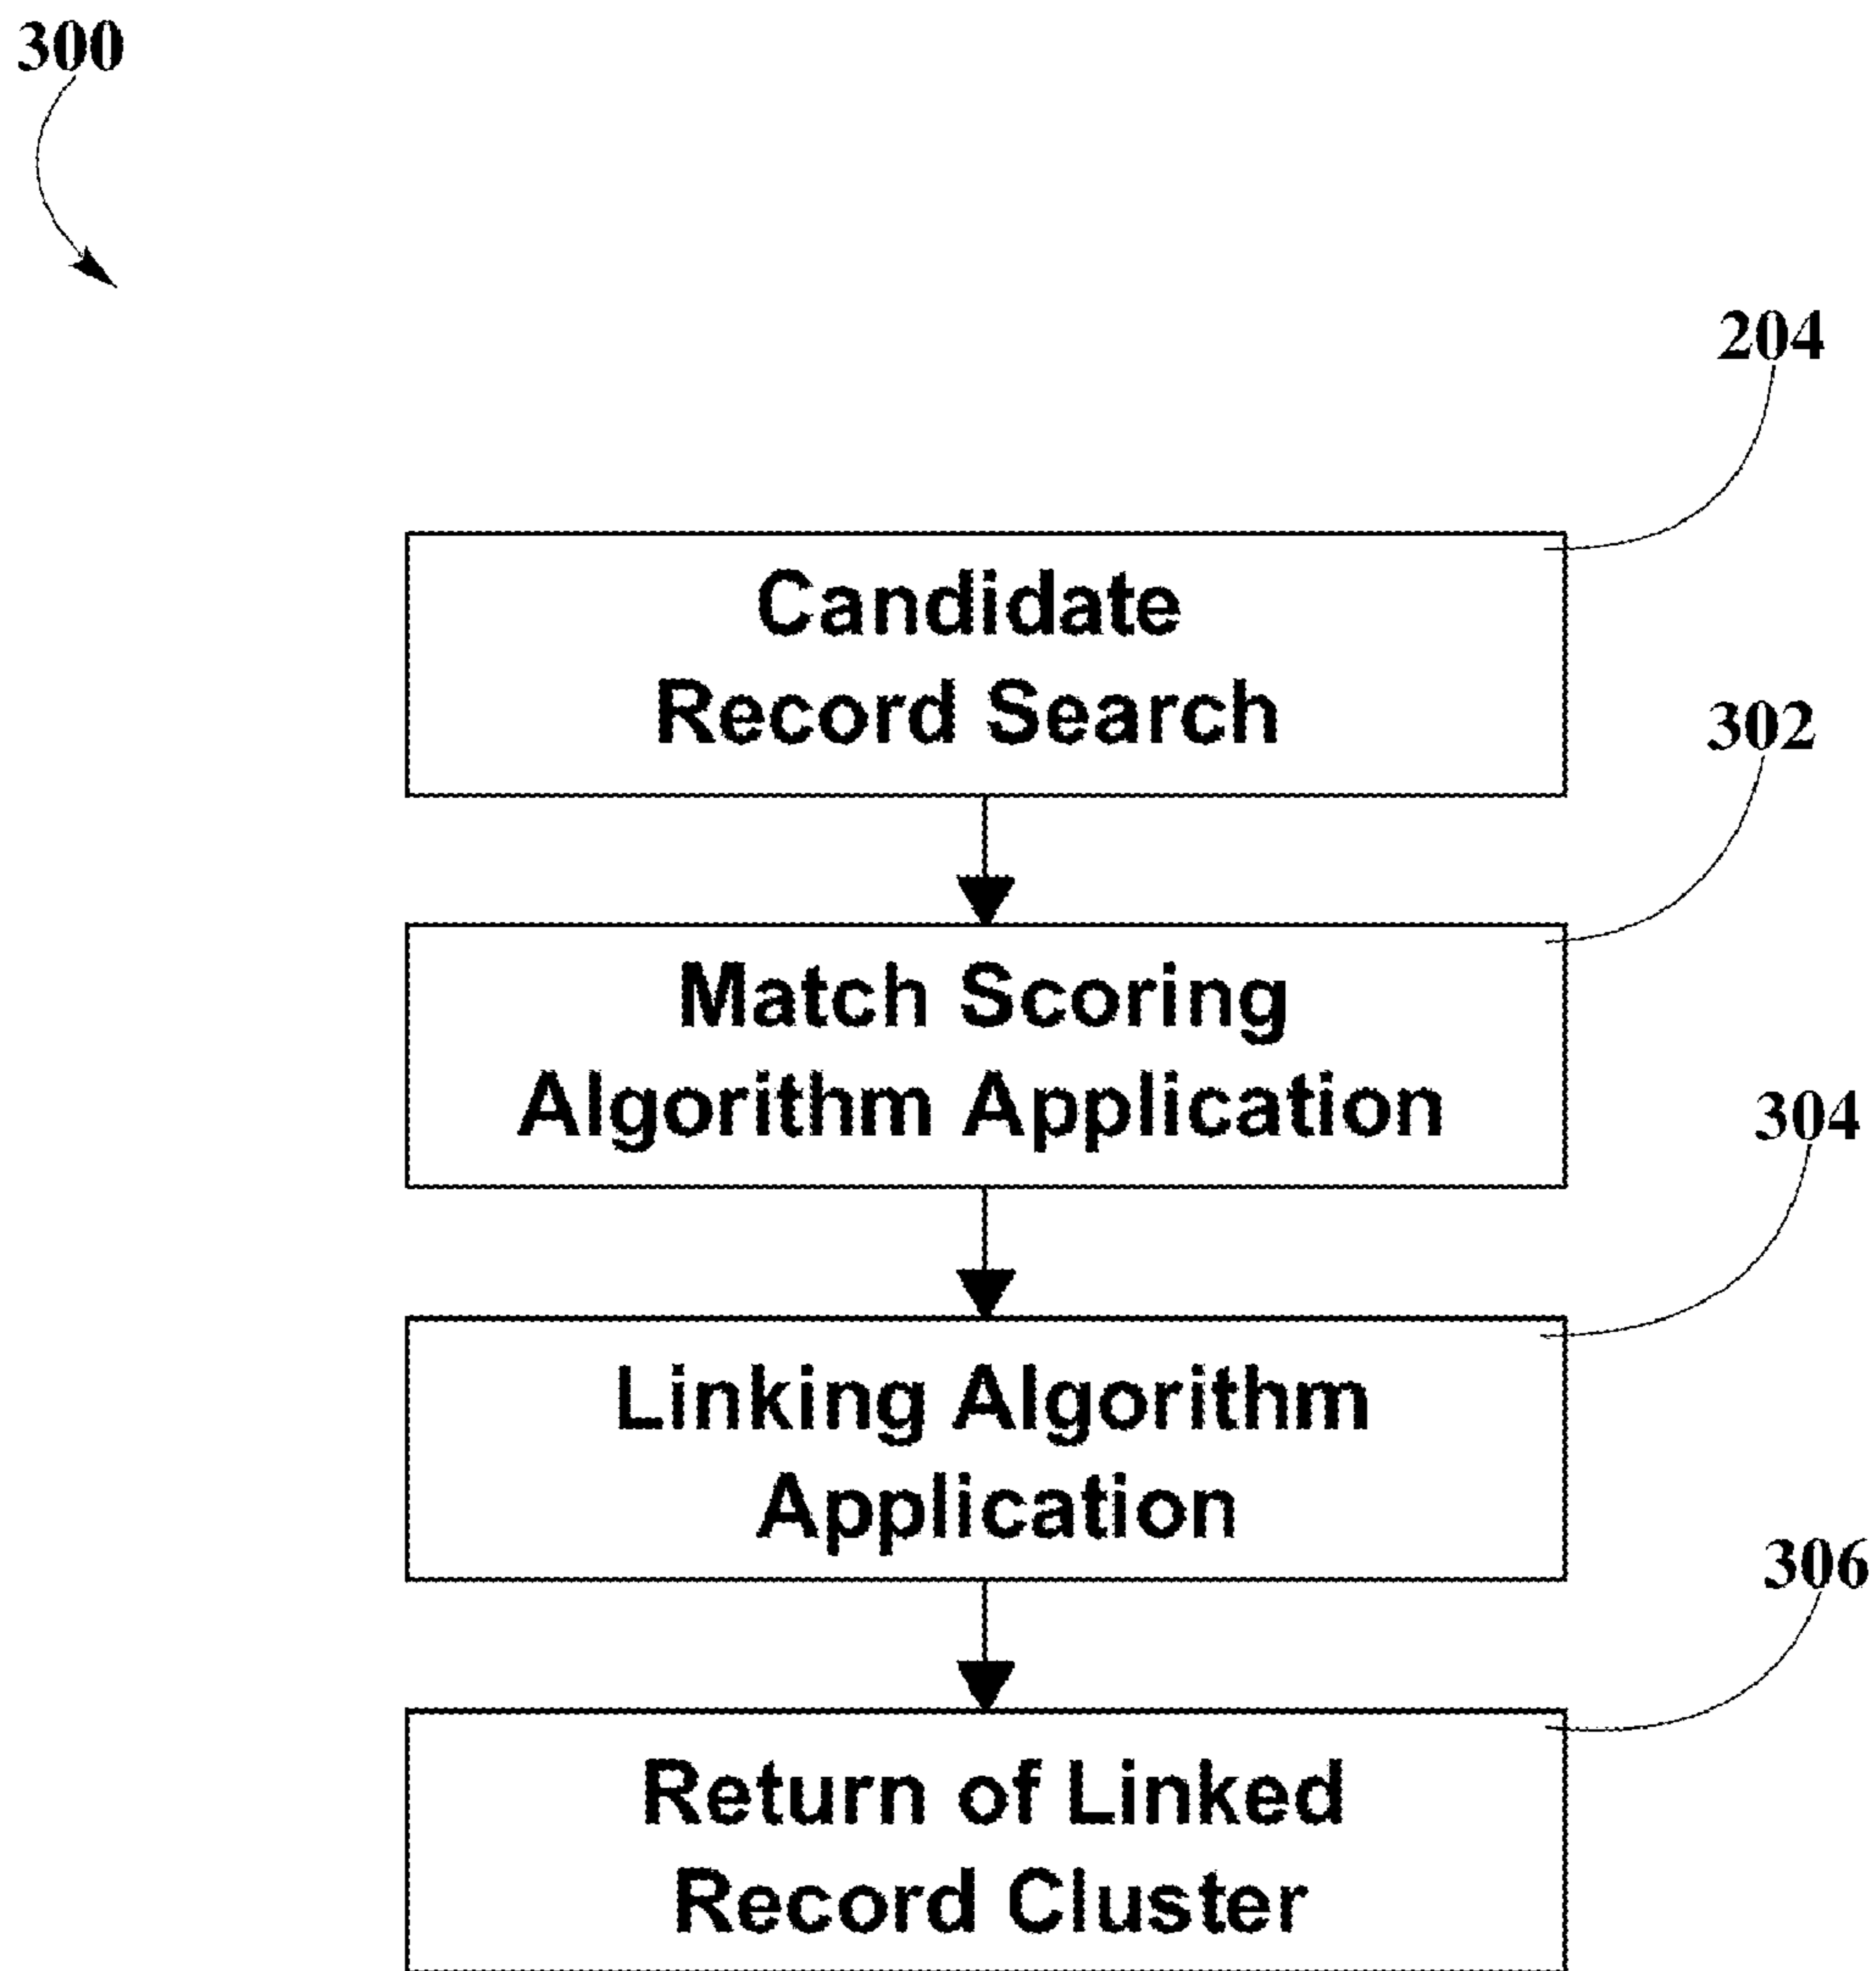 300
204
Candidate
Record Search
302
Match Scoring
Algorithm Application
304
Linking Algorithm
Application
306
Return of Linked
Record Cluster